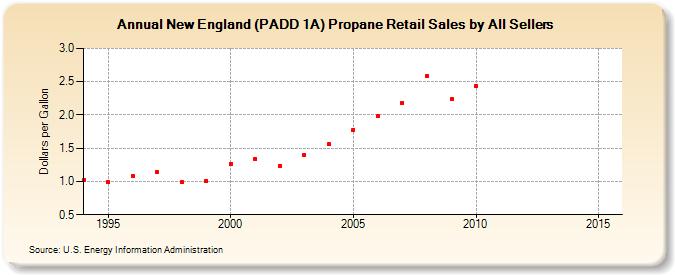 Annual New England (PADD 1A) Propane Retail Sales by All Sellers
Dollars per Gallon
3.0
2.5
2.0
1.5
1.0
0.5
1995 2000 2005 2010 2015
Source: U.S. Energy Information Administration